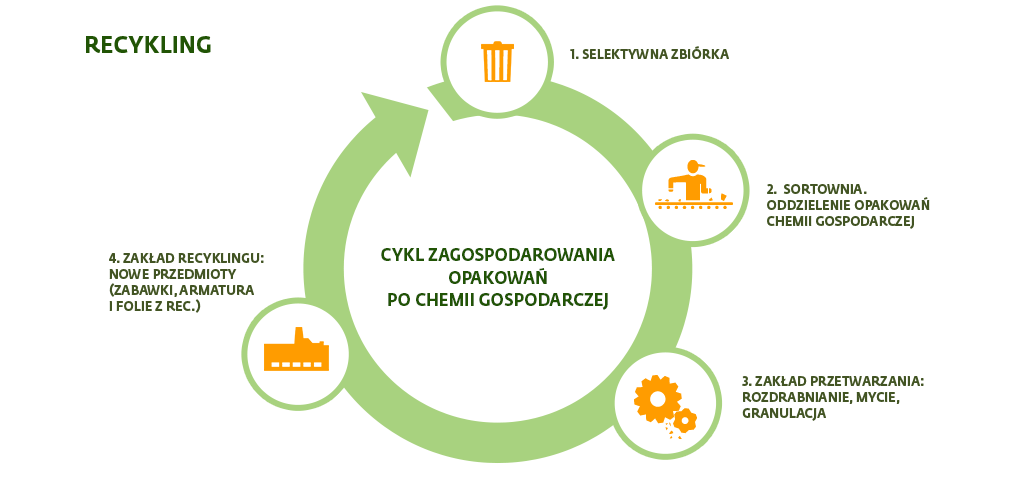 RECYKLING
1. SELEKTYWNA ZBIÓRKA
2. SORTOWNIA.
ODDZIELENIE OPAKOWAŃ
CHEMII GOSPODARCZEJ
3. ZAKŁAD PRZETWARZANIA:
ROZDRABNIANIE, MYCIE,
GRANULACJA
4. ZAKŁAD RECYKLINGU:
NOWE PRZEDMIOTY
(ZABAWKI, ARMATURA
I FOLIE Z REC.)
CYKL ZAGOSPODAROWANIA
OPAKOWAŃ
PO CHEMII GOSPODARCZEJ